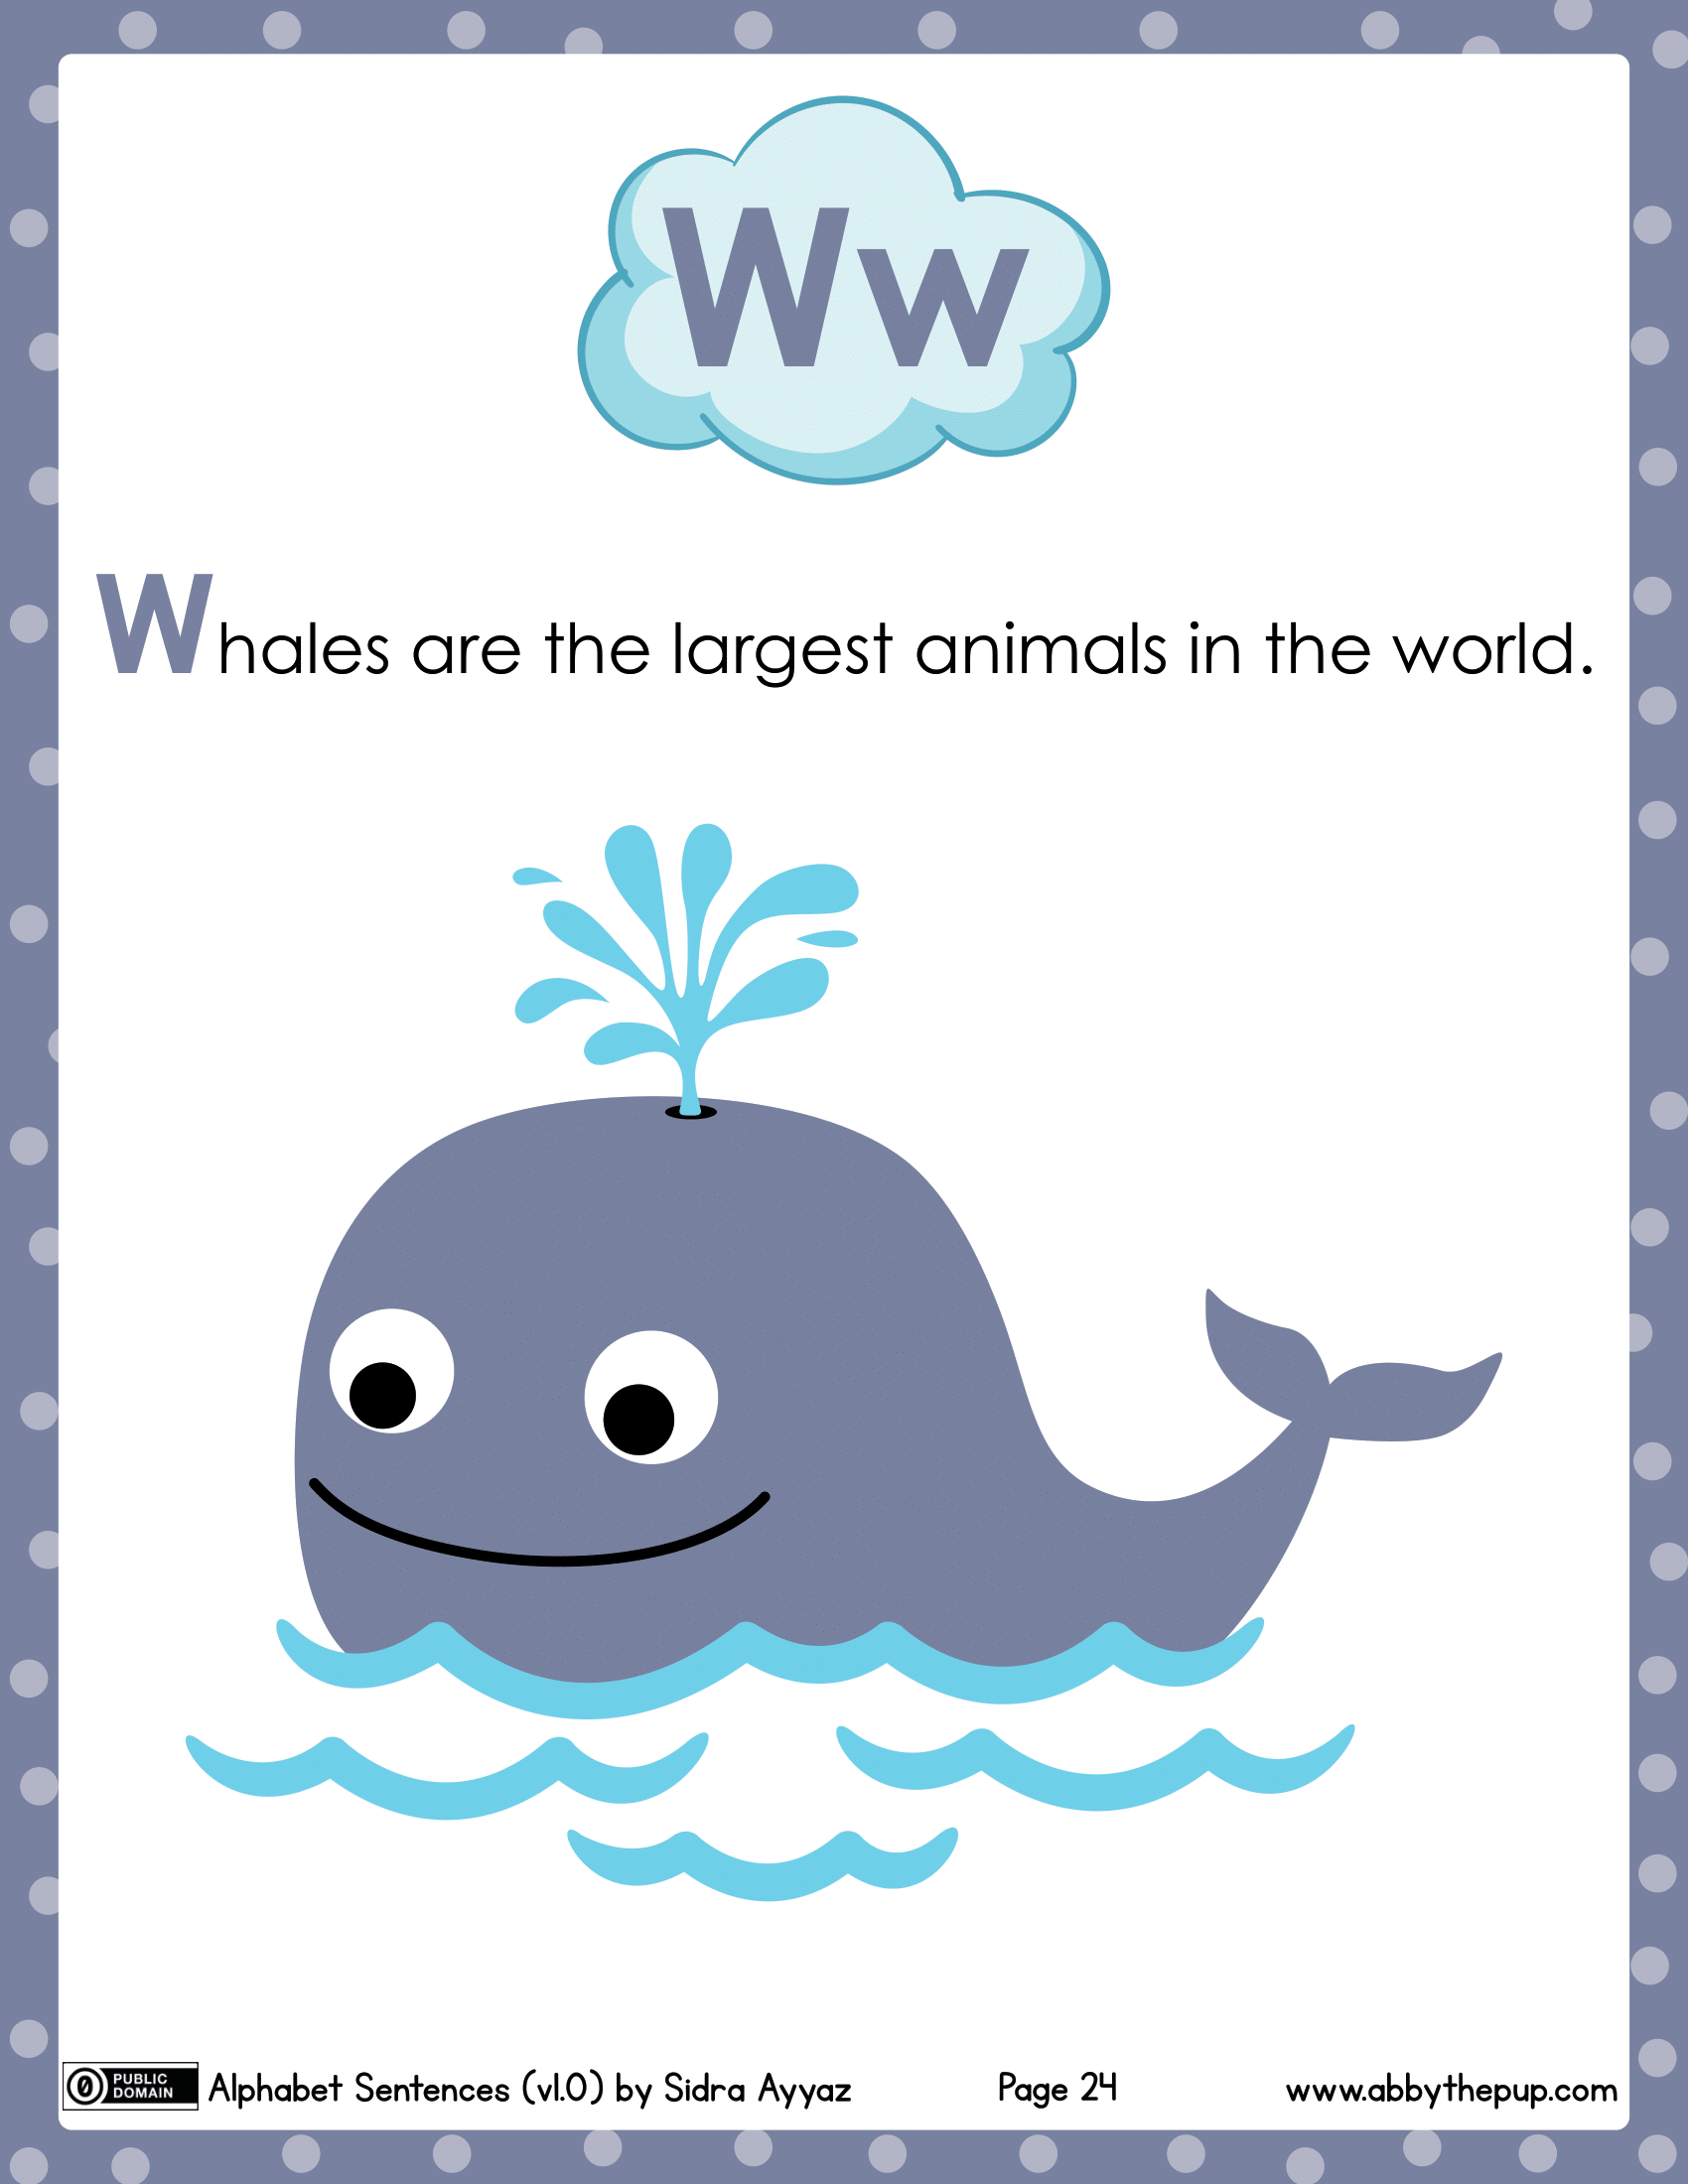 Ww
Whales are the largest animals in the world.
0 PUBLIC DOMAIN
Alphabet Sentences (v1.0) by Sidra Ayyaz
Page 24
www.abbythepup.com